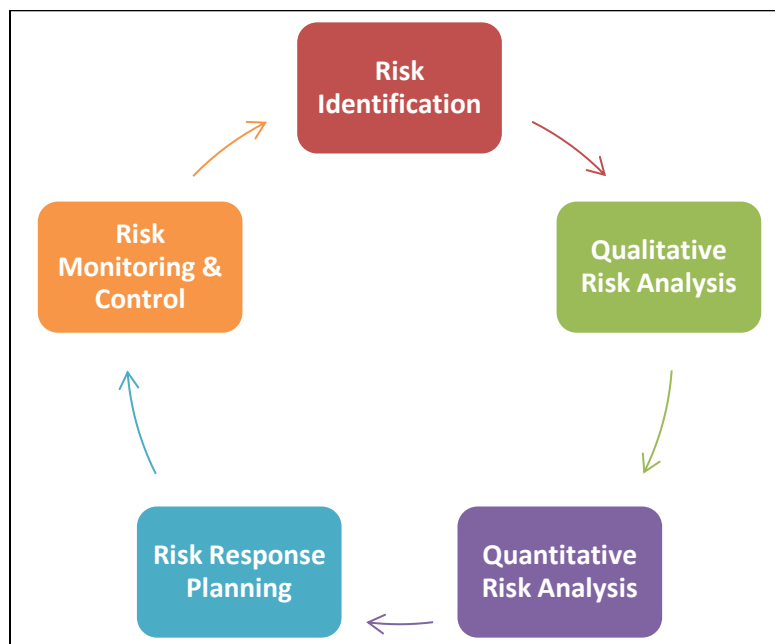 Risk
Identification
Qualitative
Risk Analysis
Quantitative
Risk Analysis
Risk Response
Planning
Risk
Monitoring &
Control